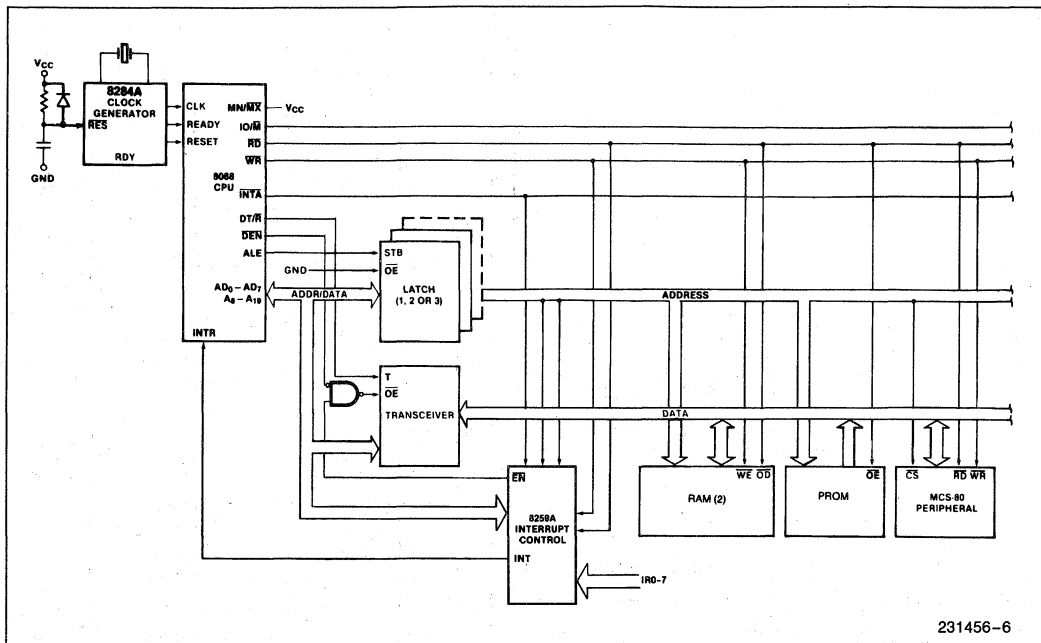 VCC
GND
8284A
CLOCK
GENERATOR
RES
RDY
CLK
READY
RESET
8088
CPU
MN/MX
VCC
IO/M
RD
WR
INTA
DT/R
DEN
ALE
AD0 – AD7
A8 – A19
INTR
GND
ADDR/DATA
STB
OE
LATCH
(1, 2 OR 3)
ADDRESS
T
OE
TRANSCEIVER
DATA
EN
8259A
INTERRUPT
CONTROL
INT
IR0-7
WE OD
RAM (2)
OE
PROM
CS RD WR
MCS-80
PERIPHERAL
231456–6